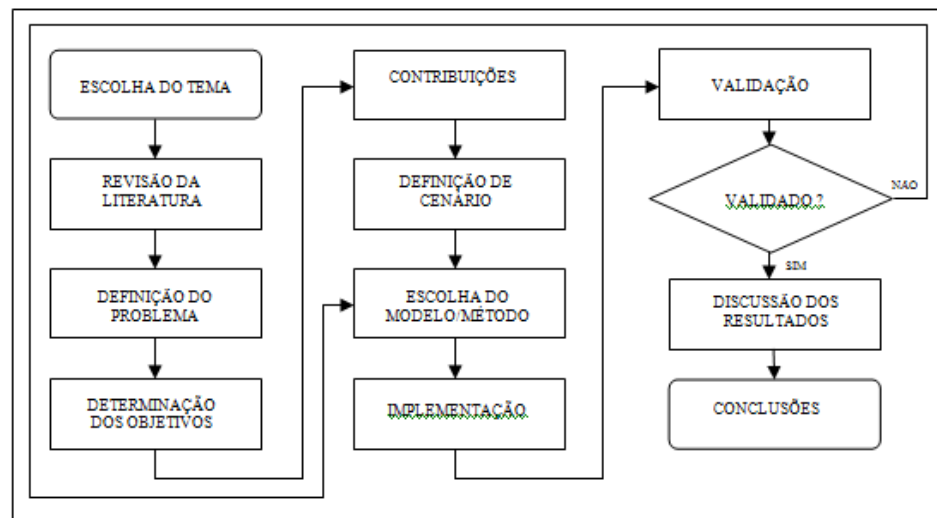 ESCOLHA DO TEMA
REVISÃO DA
LITERATURA
DEFINIÇÃO DO
PROBLEMA
DETERMINAÇÃO
DOS OBJETIVOS
CONTRIBUIÇÕES
DEFINIÇÃO DE
CENÁRIO
ESCOLHA DO
MODELO/MÉTODO
IMPLEMENTAÇÃO
VALIDAÇÃO
VALIDADO ?
NAO
SIM
DISCUSSÃO DOS
RESULTADOS
CONCLUSÕES